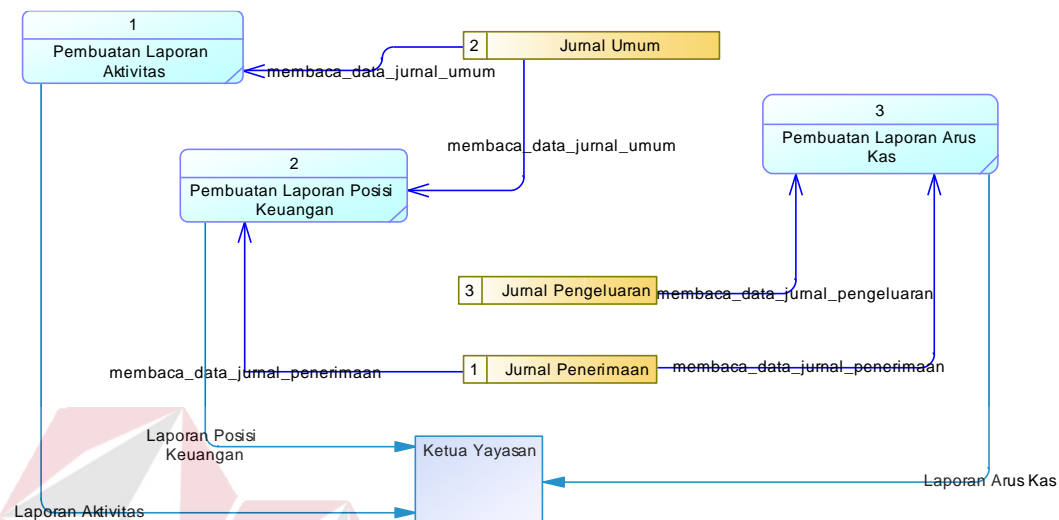 1
Pembuatan Laporan
Aktivitas
2 Jurnal Umum
membaca_data_jurnal_umum
3
Pembuatan Laporan Arus
Kas
membaca_data_jurnal_umum
2
Pembuatan Laporan Posisi
Keuangan
3 Jurnal Pengeluaran
membaca_data_jurnal_pengeluaran
membaca_data_jurnal_penerimaan
1 Jurnal Penerimaan
membaca_data_jurnal_penerimaan
Laporan Posisi
Keuangan
Ketua Yayasan
Laporan Arus Kas
Laporan Aktivitas